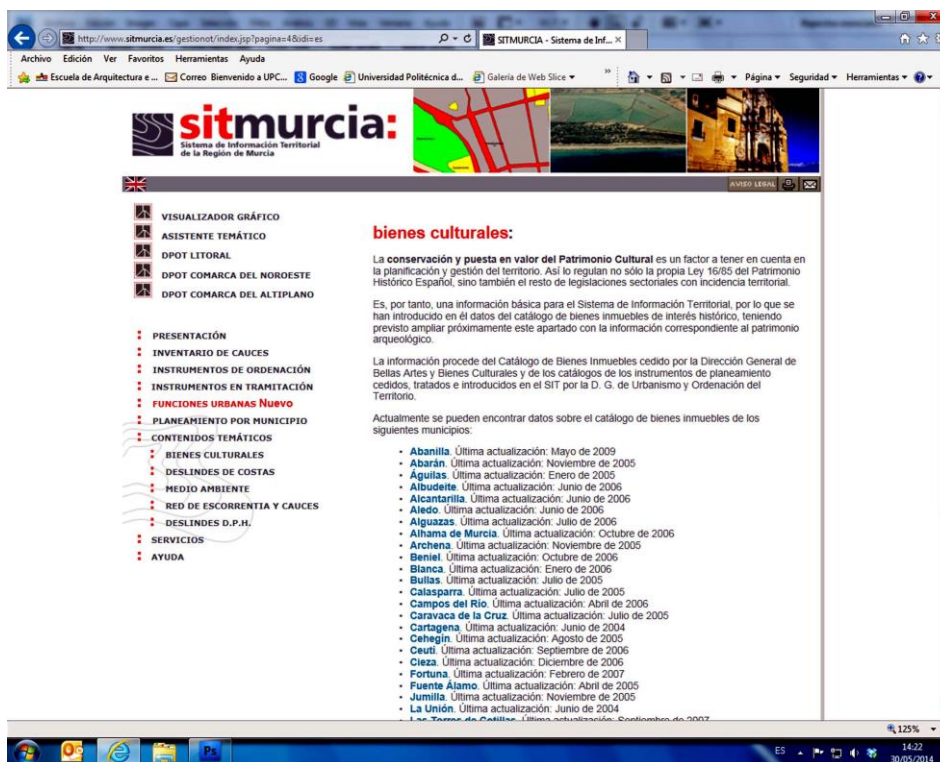 http://www.sitmurcia.es/gestionot/index.jsp?pagina=4&idi=es
SITMURCIA - Sistema de Inf...
Archivo Edición Ver Favoritos Herramientas Ayuda
Escuela de Arquitectura e ... Correo Bienvenido a UPC... Google Universidad Politécnica d... Galería de Web Slice Página Seguridad Herramientas
sitmurcia:
Sistema de Información Territorial
de la Región de Murcia
AVISO LEGAL
VISUALIZADOR GRÁFICO
ASISTENTE TEMÁTICO
DPOT LITORAL
DPOT COMARCA DEL NOROESTE
DPOT COMARCA DEL ALTIPLANO
PRESENTACIÓN
INVENTARIO DE CAUCES
INSTRUMENTOS DE ORDENACIÓN
INSTRUMENTOS EN TRAMITACIÓN
FUNCIONES URBANAS Nuevo
PLANEAMIENTO POR MUNICIPIO
CONTENIDOS TEMÁTICOS
BIENES CULTURALES
DESLINDES DE COSTAS
MEDIO AMBIENTE
RED DE ESCORRENTIA Y CAUCES
DESLINDES D.P.H.
SERVICIOS
AYUDA
bienes culturales:
La conservación y puesta en valor del Patrimonio Cultural es un factor a tener en cuenta en
la planificación y gestión del territorio. Así lo regulan no sólo la propia Ley 16/85 del Patrimonio
Histórico Español, sino también el resto de legislaciones sectoriales con incidencia territorial.
Es, por tanto, una información básica para el Sistema de Información Territorial, por lo que se
han introducido en él datos del catálogo de bienes inmuebles de interés histórico, teniendo
previsto ampliar próximamente este apartado con la información correspondiente al patrimonio
arqueológico.
La información procede del Catálogo de Bienes Inmuebles cedido por la Dirección General de
Bellas Artes y Bienes Culturales y de los catálogos de los instrumentos de planeamiento
cedidos, tratados e introducidos en el SIT por la D. G. de Urbanismo y Ordenación del
Territorio.
Actualmente se pueden encontrar datos sobre el catálogo de bienes inmuebles de los
siguientes municipios:
• Abanilla. Última actualización: Mayo de 2009
• Abarán. Última actualización: Noviembre de 2005
• Águilas. Última actualización: Enero de 2005
• Albudeite. Última actualización: Junio de 2006
• Alcantarilla. Última actualización: Junio de 2006
• Aledo. Última actualización: Junio de 2006
• Alguazas. Última actualización: Julio de 2006
• Alhama de Murcia. Última actualización: Octubre de 2006
• Archena. Última actualización: Noviembre de 2005
• Beniel. Última actualización: Octubre de 2006
• Blanca. Última actualización: Enero de 2006
• Bullas. Última actualización: Julio de 2005
• Calasparra. Última actualización: Julio de 2005
• Campos del Río. Última actualización: Abril de 2006
• Caravaca de la Cruz. Última actualización: Julio de 2005
• Cartagena. Última actualización: Junio de 2004
• Cehegín. Última actualización: Agosto de 2005
• Ceutí. Última actualización: Septiembre de 2006
• Cieza. Última actualización: Diciembre de 2006
• Fortuna. Última actualización: Febrero de 2007
• Fuente Álamo. Última actualización: Abril de 2005
• Jumilla. Última actualización: Noviembre de 2005
• La Unión. Última actualización: Junio de 2004
• Las Torres de Cotillas. Última actualización: Septiembre de 2007
125%
Ps
ES
14:22
30/05/2014